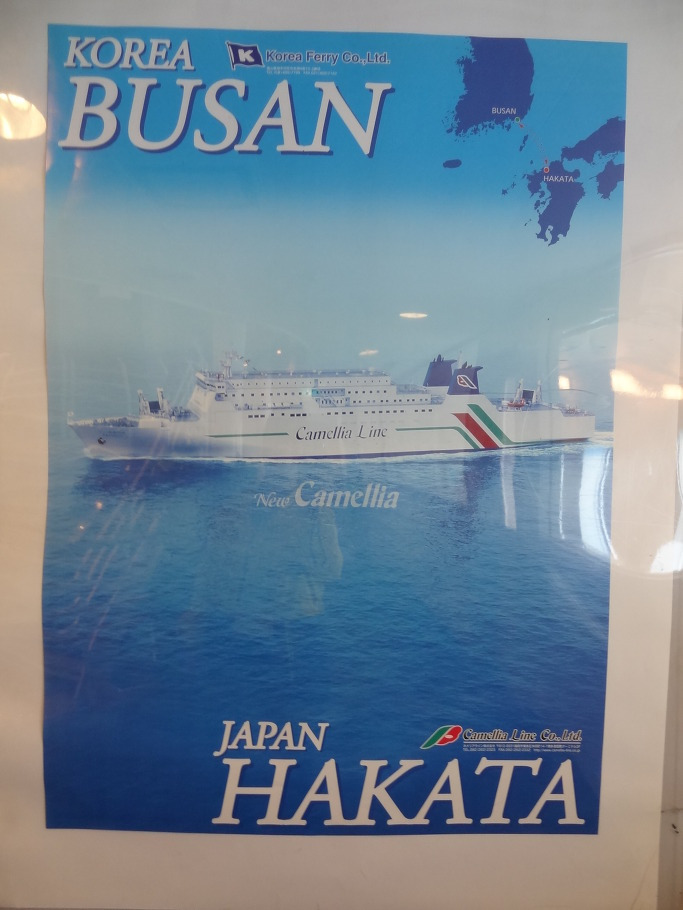 KOREA
BUSAN
K
Korea Ferry Co.,Ltd.
BUSAN
HAKATA
Camellia Line
New Camellia
JAPAN
HAKATA
Camellia Line Co.,Ltd.